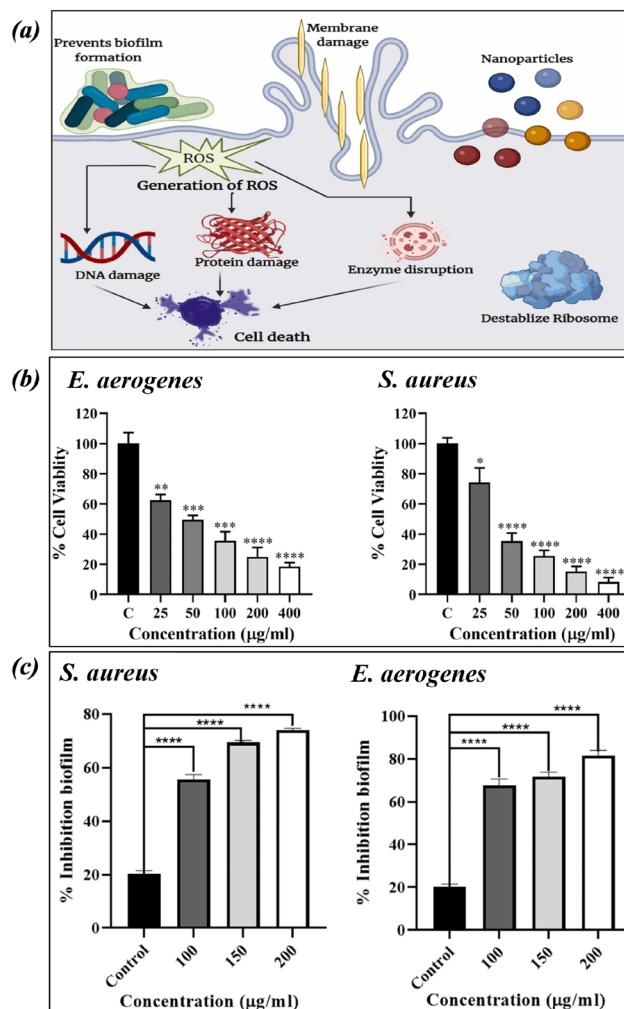 (a)
Prevents biofilm
formation
Membrane
damage
Nanoparticles
ROS
Generation of ROS
DNA damage
Protein damage
Enzyme disruption
Cell death
Destablize Ribosome
(b)
E. aerogenes
% Cell Viablity
120
100
80
60
40
20
0
**
***
***
****
****
C 25 50 100 200 400
Concentration (μg/ml)
S. aureus
% Cell Viablity
120
100
80
60
40
20
0
*
****
****
****
****
C 25 50 100 200 400
Concentration (μg/ml)
(c)
S. aureus
% Inhibition biofilm
80
60
40
20
0
****
****
****
Control 100 150 200
Concentration (μg/ml)
E. aerogenes
% Inhibition biofilm
100
80
60
40
20
0
****
****
****
Control 100 150 200
Concentration (μg/ml)